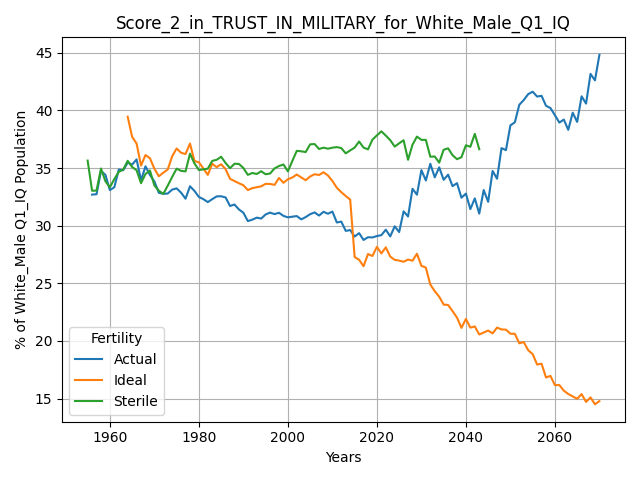 Score_2_in_TRUST_IN_MILITARY_for_White_Male_Q1_IQ
% of White_Male Q1_IQ Population
45
40
35
30
25
20
15
Fertility
Actual
Ideal
Sterile
1960 1980 2000 2020 2040 2060
Years